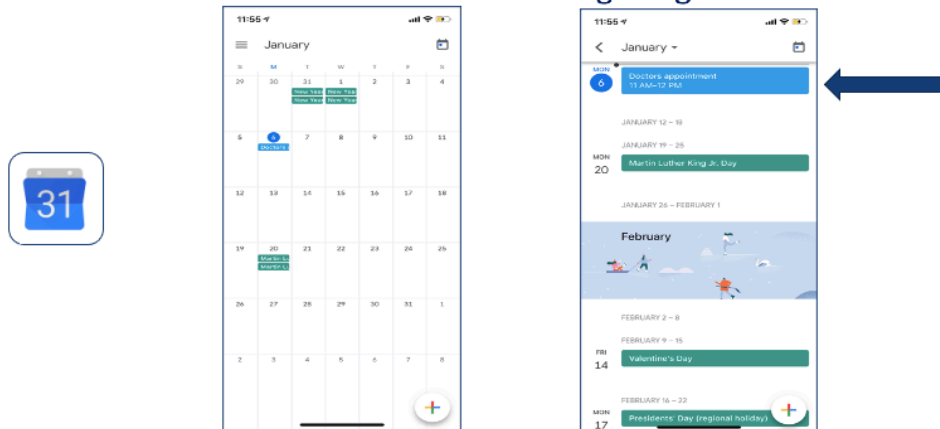 31
11:55
January
S M T W T F S
29 30 31 1 2 3 4
New Year New Year
New Year New Year
5 6 7 8 9 10 11
Doctors
12 13 14 15 16 17 18
19 20 21 22 23 24 25
Martin Lu
Martin Lu
26 27 28 29 30 31 1
2 3 4 5 6 7 8
11:55
January
MON
6
Doctors appointment
11 AM–12 PM
JANUARY 12 – 18
JANUARY 19 – 25
MON
20
Martin Luther King Jr. Day
JANUARY 26 – FEBRUARY 1
February
FEBRUARY 2 – 8
FEBRUARY 9 – 15
FRI
14
Valentine's Day
FEBRUARY 16 – 22
MON
17
Presidents' Day (regional holiday)